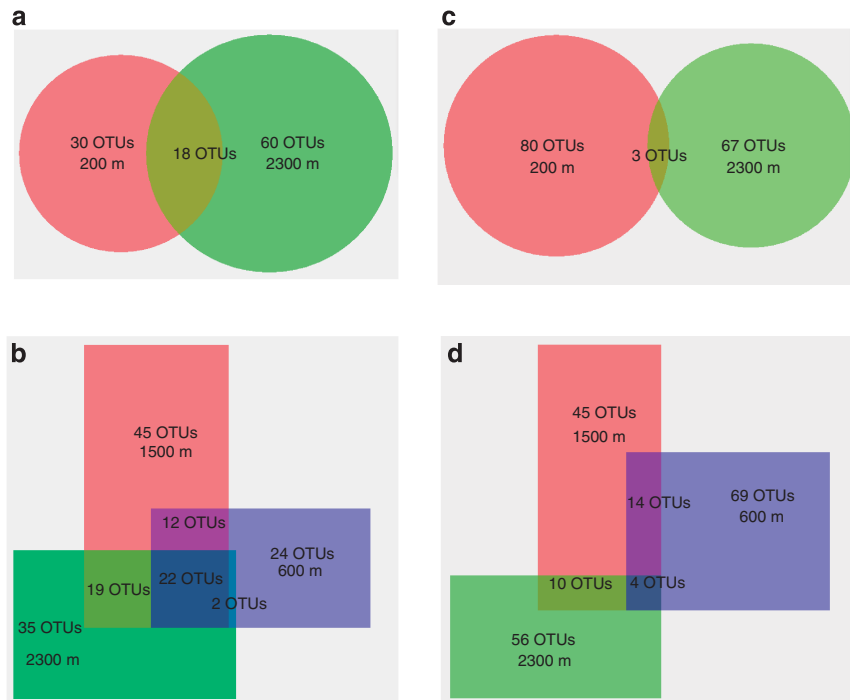 a
30 OTUs
200 m
18 OTUs
60 OTUs
2300 m
c
80 OTUs
200 m
3 OTUs
67 OTUs
2300 m
b
45 OTUs
1500 m
12 OTUs
24 OTUs
600 m
22 OTUs
19 OTUs
2 OTUs
35 OTUs
2300 m
d
45 OTUs
1500 m
14 OTUs
69 OTUs
600 m
10 OTUs
4 OTUs
56 OTUs
2300 m